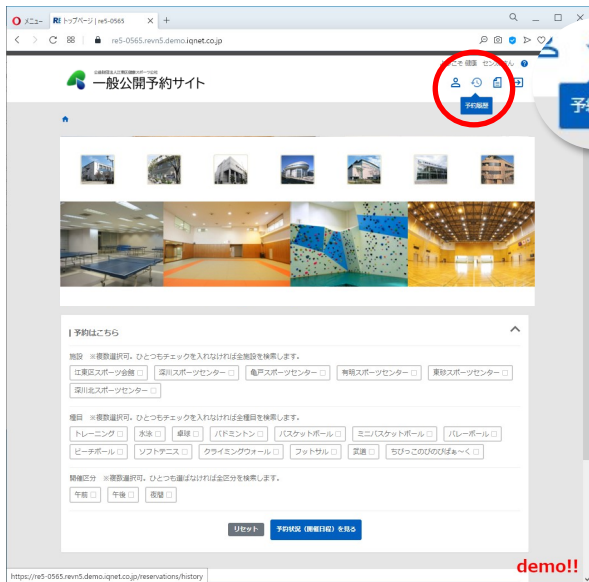 メニュー
トップページ | re5-0565
re5-0565.revn5.demo.iqnet.co.jp
一般公開予約サイト
予約履歴
予約はこちら
施設 ※複数選択可。ひとつもチェックを入れなければ全施設を検索します。
江東区スポーツ会館 深川スポーツセンター 亀戸スポーツセンター 有明スポーツセンター 東砂スポーツセンター
深川北スポーツセンター
種目 ※複数選択可。ひとつもチェックを入れなければ全種目を検索します。
トレーニング 水泳 卓球 バドミントン バスケットボール ミニバスケットボール バレーボール
ビーチボール ソフトテニス クライミングウォール フットサル 武道 ちびっこのびのびぱぁ〜く
開催区分 ※複数選択可。ひとつも選ばなければ全区分を検索します。
午前 午後 夜間
リセット 予約状況(開催日程)を見る
https://re5-0565.revn5.demo.iqnet.co.jp/reservations/history
demo!!